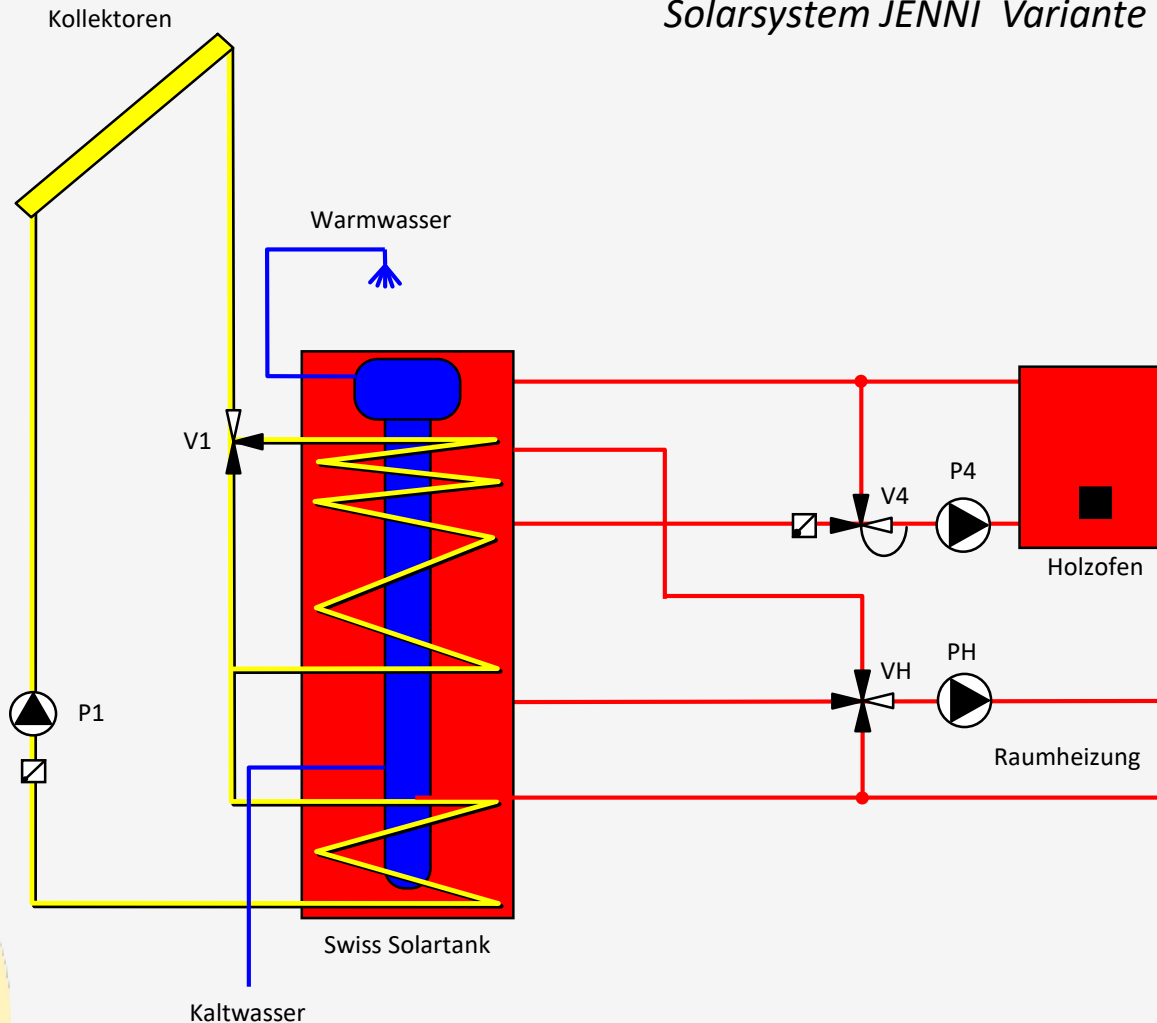 Solarsystem JENNI Variante
Kollektoren
Warmwasser
V1
V4
P4
Holzofen
VH
PH
P1
Raumheizung
Swiss Solartank
Kaltwasser